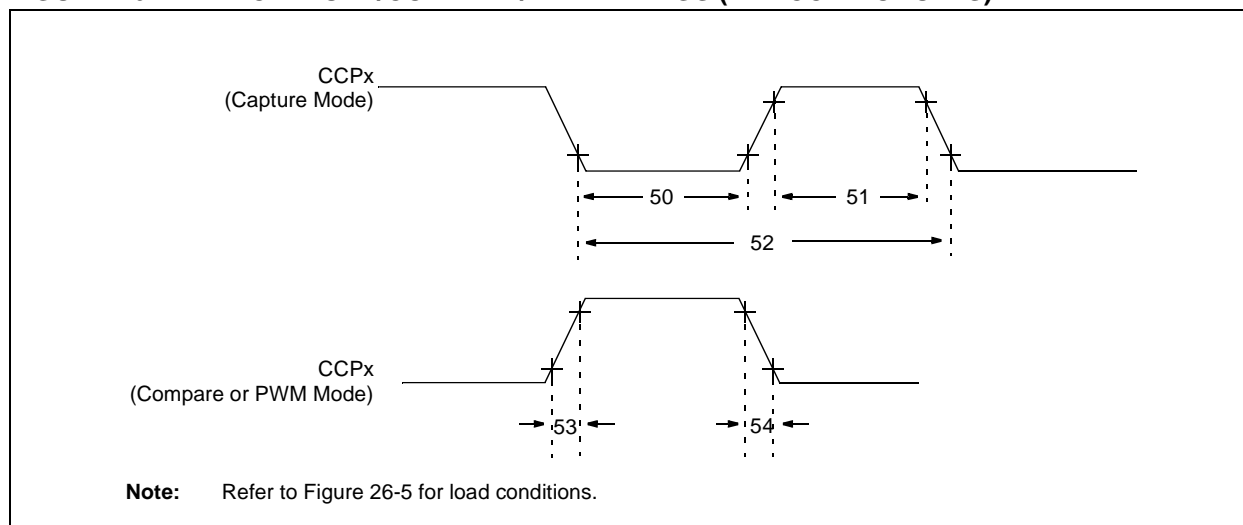 CCPx
(Capture Mode)
50
51
52
CCPx
(Compare or PWM Mode)
53
54
Note: Refer to Figure 26-5 for load conditions.